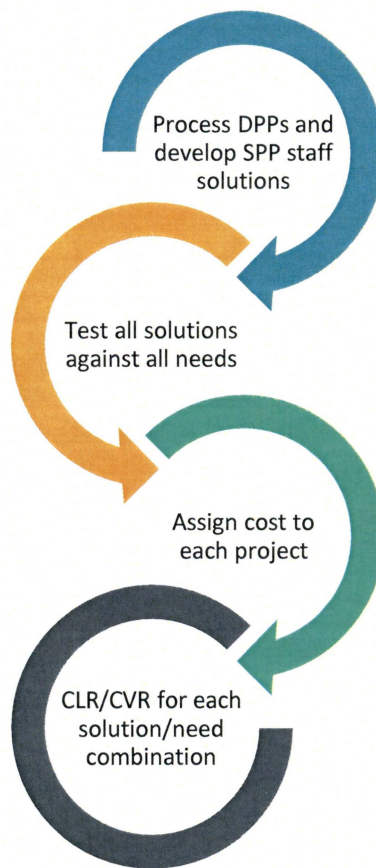 Process DPPs and
develop SPP staff
solutions
Test all solutions
against all needs
Assign cost to
each project
CLR/CVR for each
solution/need
combination